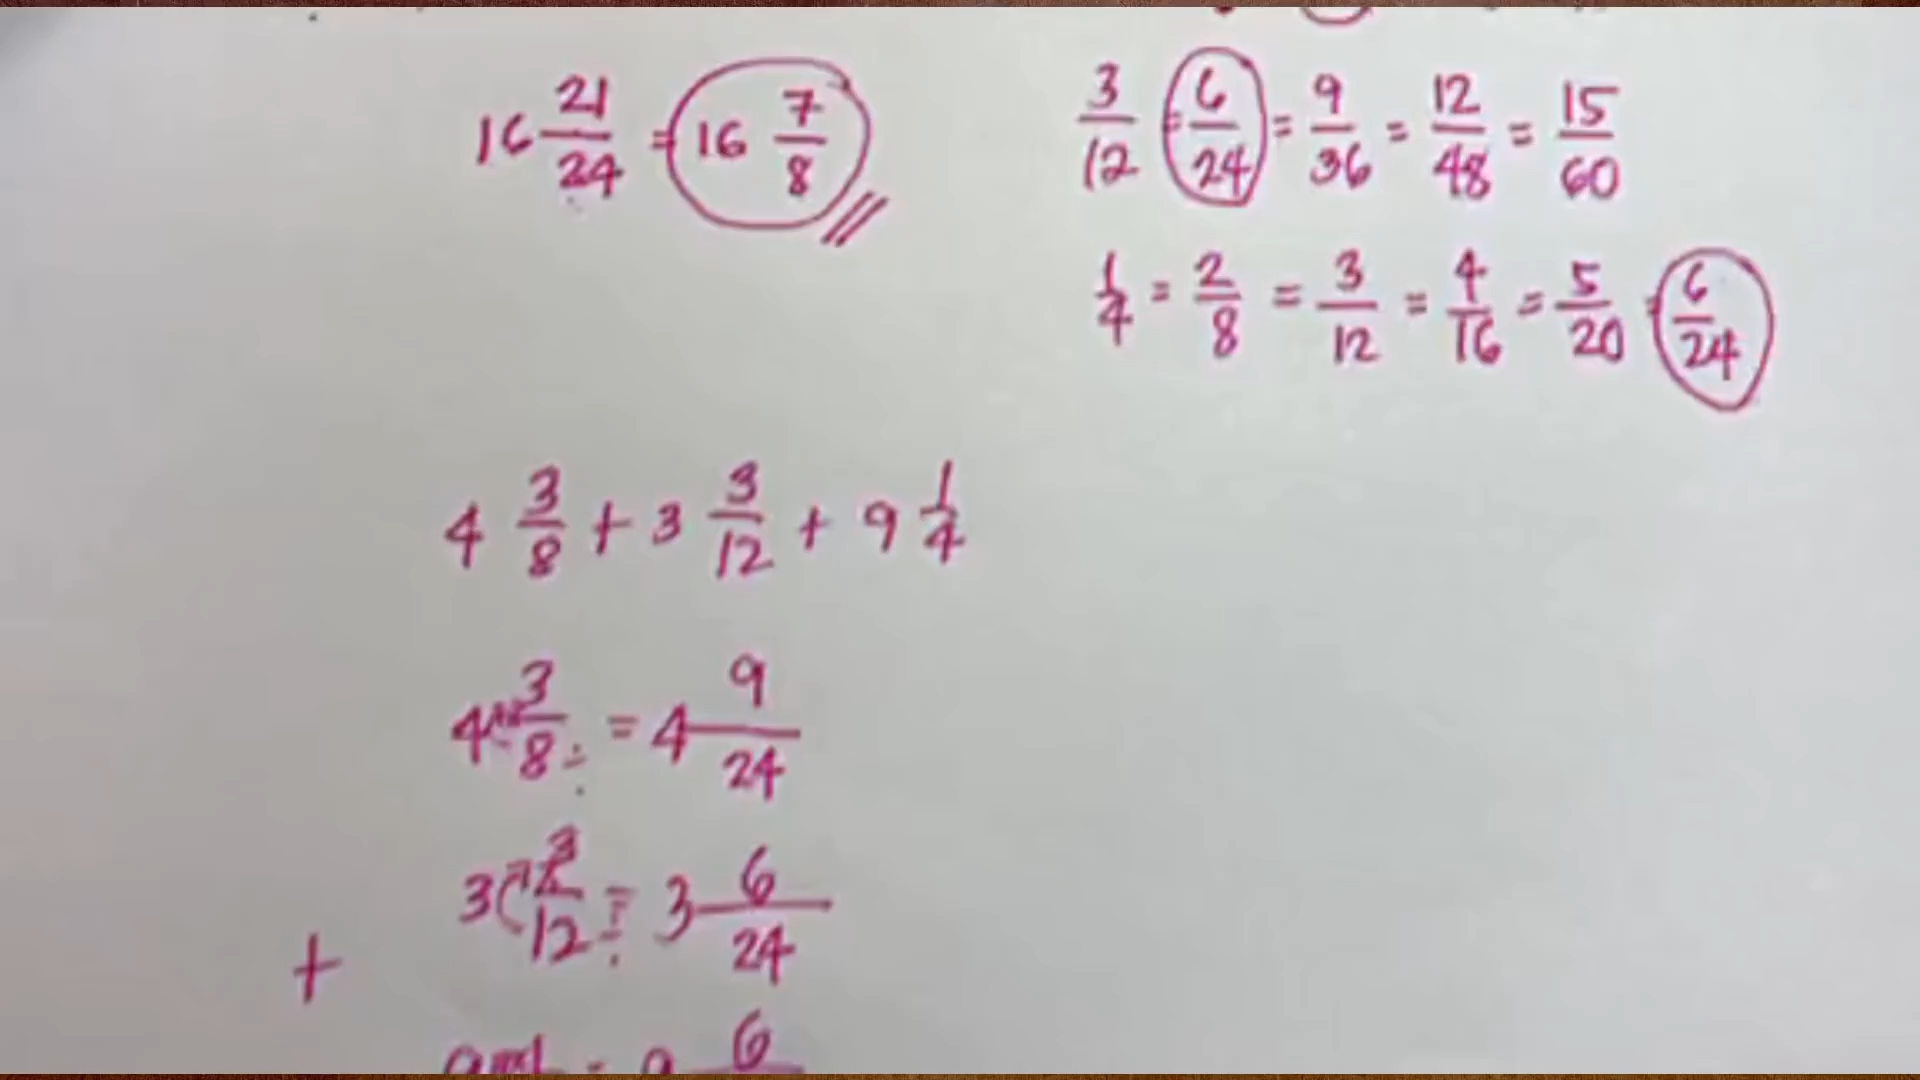 16 21/24 = 16 7/8
3/12 = 6/24 = 9/36 = 12/48 = 15/60
1/4 = 2/8 = 3/12 = 4/16 = 5/20 = 6/24
4 3/8 + 3 3/12 + 9 1/4
4 3/8 = 4 9/24
3 3/12 = 3 6/24
+
6